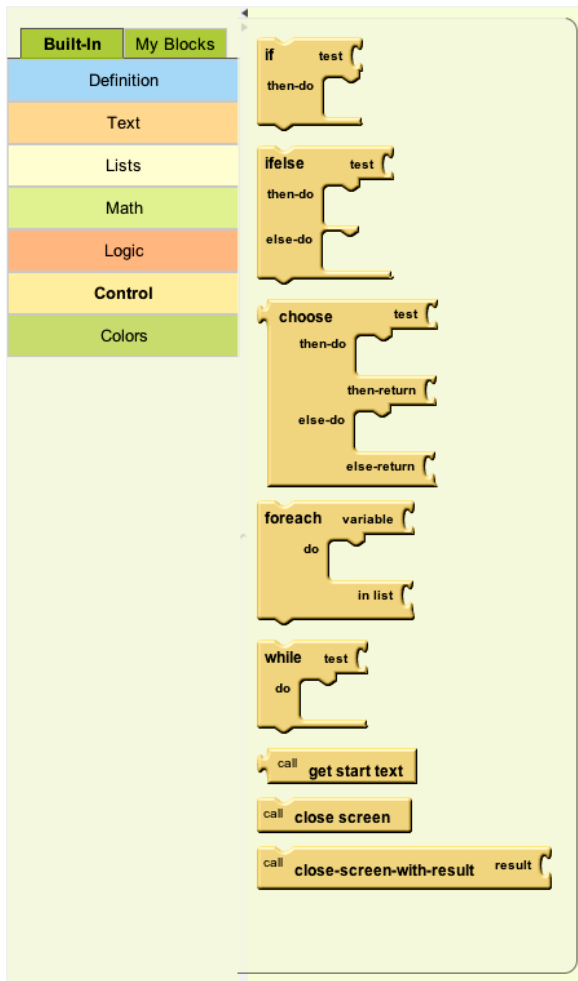 Built-In My Blocks
Definition
Text
Lists
Math
Logic
Control
Colors
if test
then-do
ifelse test
then-do
else-do
choose test
then-do
then-return
else-do
else-return
foreach variable
do
in list
while test
do
call get start text
call close screen
call close-screen-with-result result